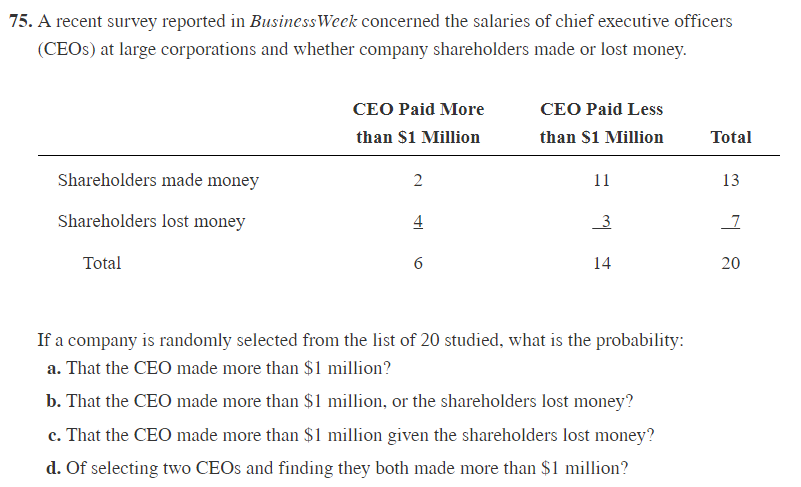 75. A recent survey reported in BusinessWeek concerned the salaries of chief executive officers
(CEOs) at large corporations and whether company shareholders made or lost money.
CEO Paid More CEO Paid Less
than $1 Million than $1 Million Total
Shareholders made money 2 11 13
Shareholders lost money 4 3 7
Total 6 14 20
If a company is randomly selected from the list of 20 studied, what is the probability:
a. That the CEO made more than $1 million?
b. That the CEO made more than $1 million, or the shareholders lost money?
c. That the CEO made more than $1 million given the shareholders lost money?
d. Of selecting two CEOs and finding they both made more than $1 million?